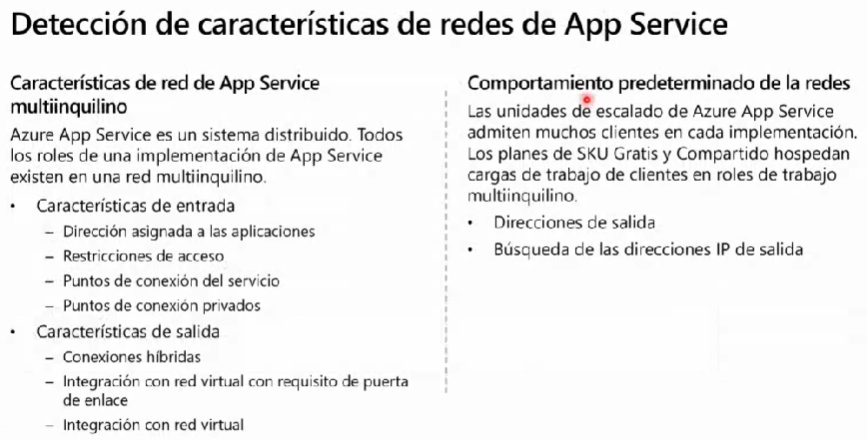 Detección de características de redes de App Service
Características de red de App Service
multiinquilino
Azure App Service es un sistema distribuido. Todos
los roles de una implementación de App Service
existen en una red multiinquilino.
• Características de entrada
– Dirección asignada a las aplicaciones
– Restricciones de acceso
– Puntos de conexión del servicio
– Puntos de conexión privados
• Características de salida
– Conexiones híbridas
– Integración con red virtual con requisito de puerta
de enlace
– Integración con red virtual
Comportamiento predeterminado de la redes
Las unidades de escalado de Azure App Service
admiten muchos clientes en cada implementación.
Los planes de SKU Gratis y Compartido hospedan
cargas de trabajo de clientes en roles de trabajo
multiinquilino.
• Direcciones de salida
• Búsqueda de las direcciones IP de salida